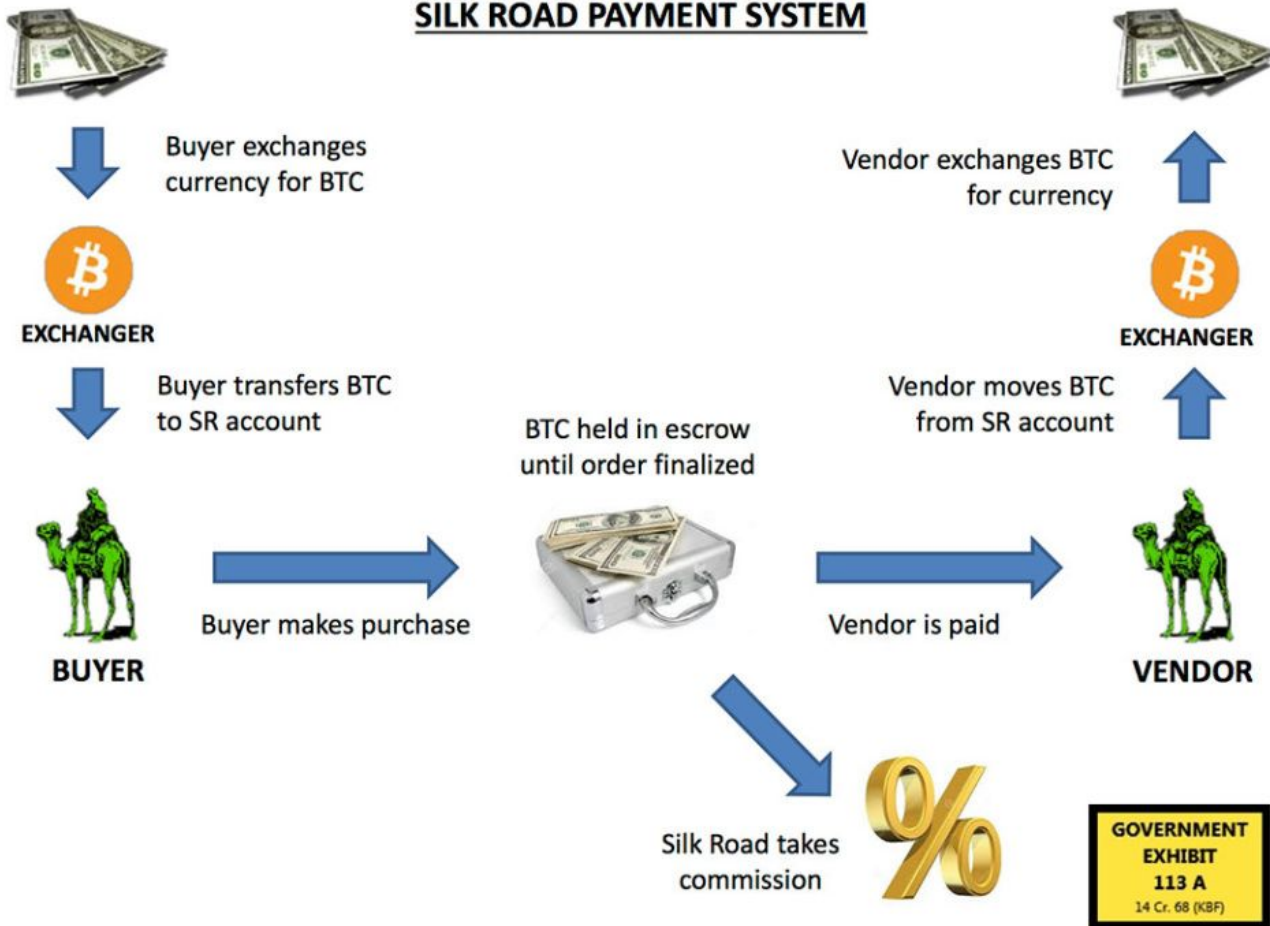 SILK ROAD PAYMENT SYSTEM
Buyer exchanges
currency for BTC
EXCHANGER
Buyer transfers BTC
to SR account
BUYER
Buyer makes purchase
BTC held in escrow
until order finalized
Vendor is paid
Silk Road takes
commission
Vendor exchanges BTC
for currency
EXCHANGER
Vendor moves BTC
from SR account
VENDOR
GOVERNMENT
EXHIBIT
113 A
14 Cr. 68 (KBF)